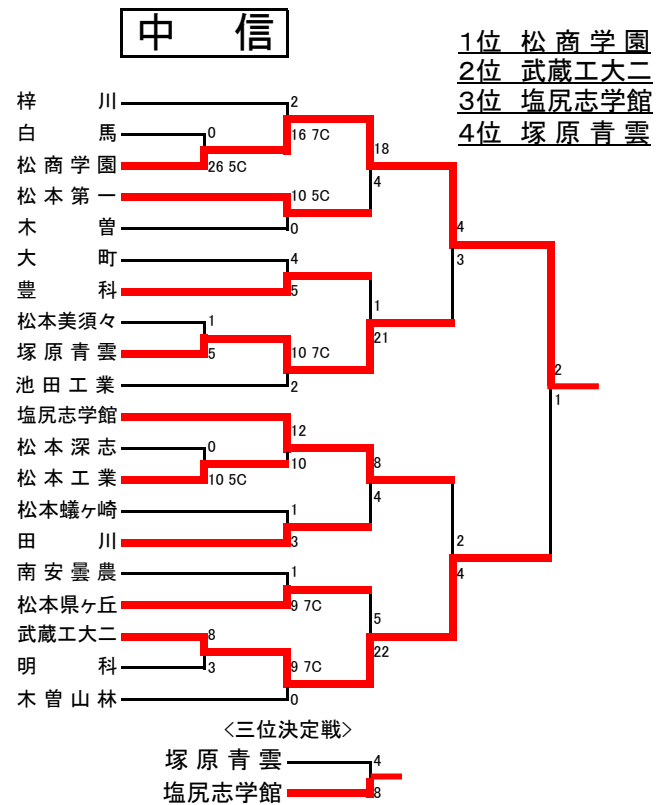 中 信
1位 松商学園
2位 武蔵工大二
3位 塩尻志学館
4位 塚原青雲
梓川
2
白馬
0
16 7C
18
松商学園
26 5C
松本第一
10 5C
4
木曽
0
4
大町
4
3
豊科
5
1
松本美須々
1
21
塚原青雲
5
10 7C
池田工業
2
2
1
塩尻志学館
12
松本深志
0
10
8
松本工業
10 5C
4
松本蟻ヶ崎
1
田川
3
2
南安曇農
1
4
松本県ヶ丘
9 7C
5
武蔵工大二
8
22
明科
3
9 7C
木曽山林
0
<三位決定戦>
塚原青雲
4
塩尻志学館
8